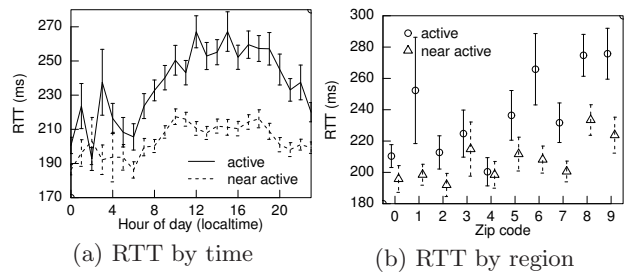 270
250
230
210
190
170
RTT (ms)
0 4 8 12 16 20
Hour of day (localtime)
active
near active
(a) RTT by time
300
280
260
240
220
200
180
RTT (ms)
0 1 2 3 4 5 6 7 8 9
Zip code
active
near active
(b) RTT by region